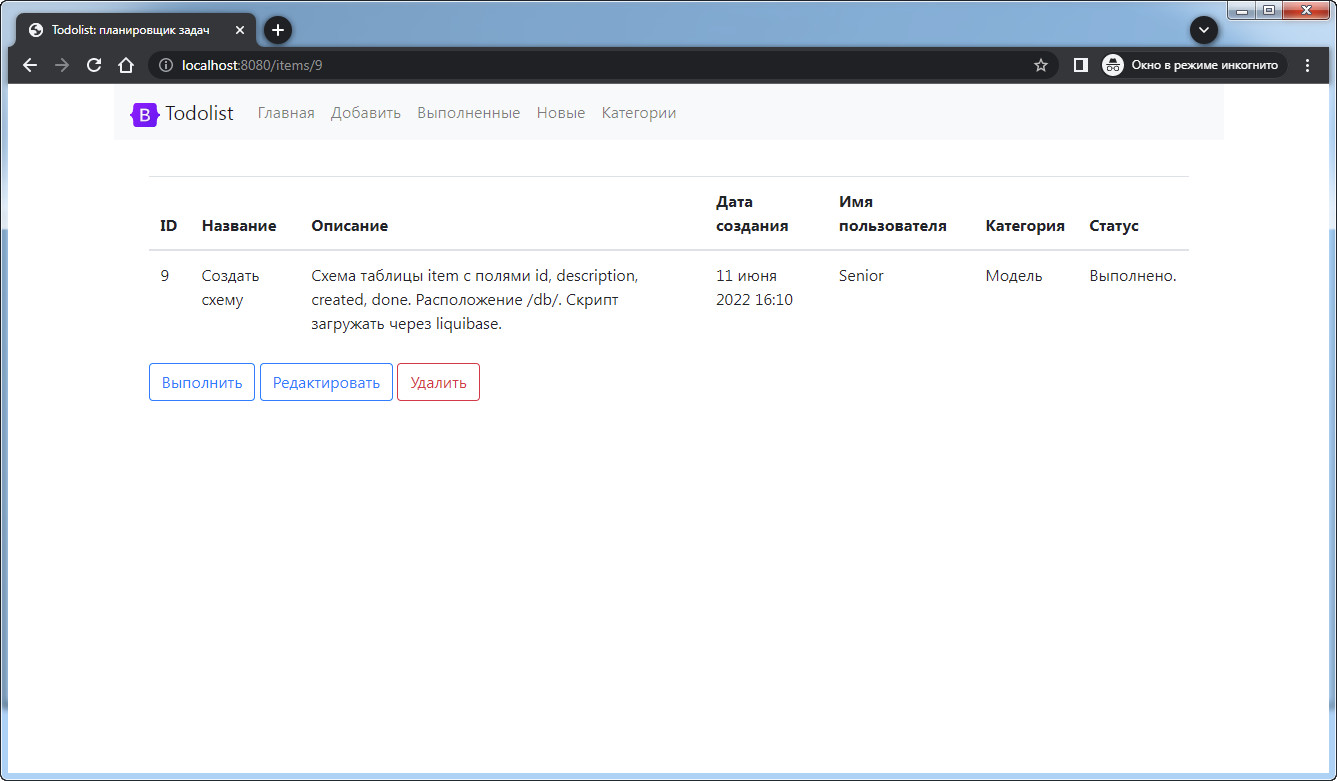 Todolist: планировщик задач
localhost:8080/items/9
Окно в режиме инкогнито
B Todolist Главная Добавить Выполненные Новые Категории
ID Название Описание Дата создания Имя пользователя Категория Статус
9 Создать схему Схема таблицы item с полями id, description, created, done. Расположение /db/. Скрипт загружать через liquibase. 11 июня 2022 16:10 Senior Модель Выполнено.
Выполнить Редактировать Удалить